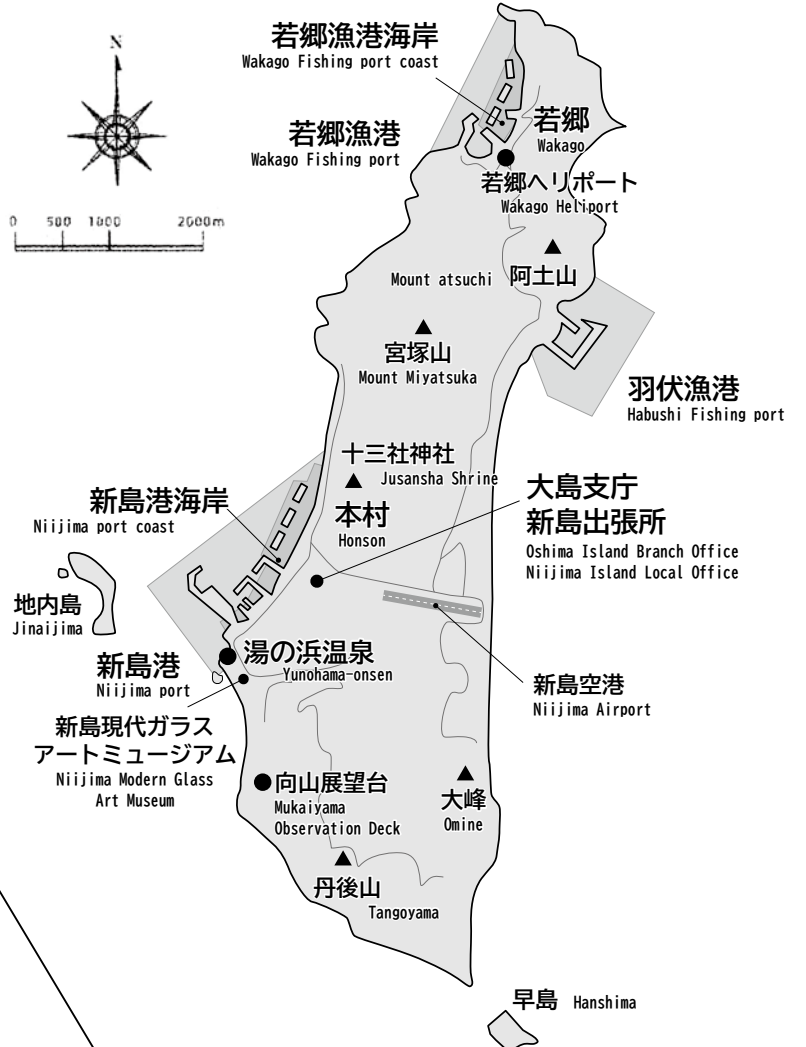 若郷漁港海岸
Wakago Fishing port coast
N
若郷漁港
Wakago Fishing port
若郷
Wakago
若郷ヘリポート
Wakago Heliport
0 500 1000 2000m
Mount atsuchi 阿土山
宮塚山
Mount Miyatsuka
羽伏漁港
Habushi Fishing port
十三社神社
Jusansha Shrine
新島港海岸
Niijima port coast
本村
Honson
大島支庁
新島出張所
Oshima Island Branch Office
Niijima Island Local Office
地内島
Jinaijima
新島港
Niijima port
湯の浜温泉
Yunohama-onsen
新島空港
Niijima Airport
新島現代ガラス
アートミュージアム
Niijima Modern Glass
Art Museum
向山展望台
Mukaiyama
Observation Deck
大峰
Omine
丹後山
Tangoyama
早島 Hanshima